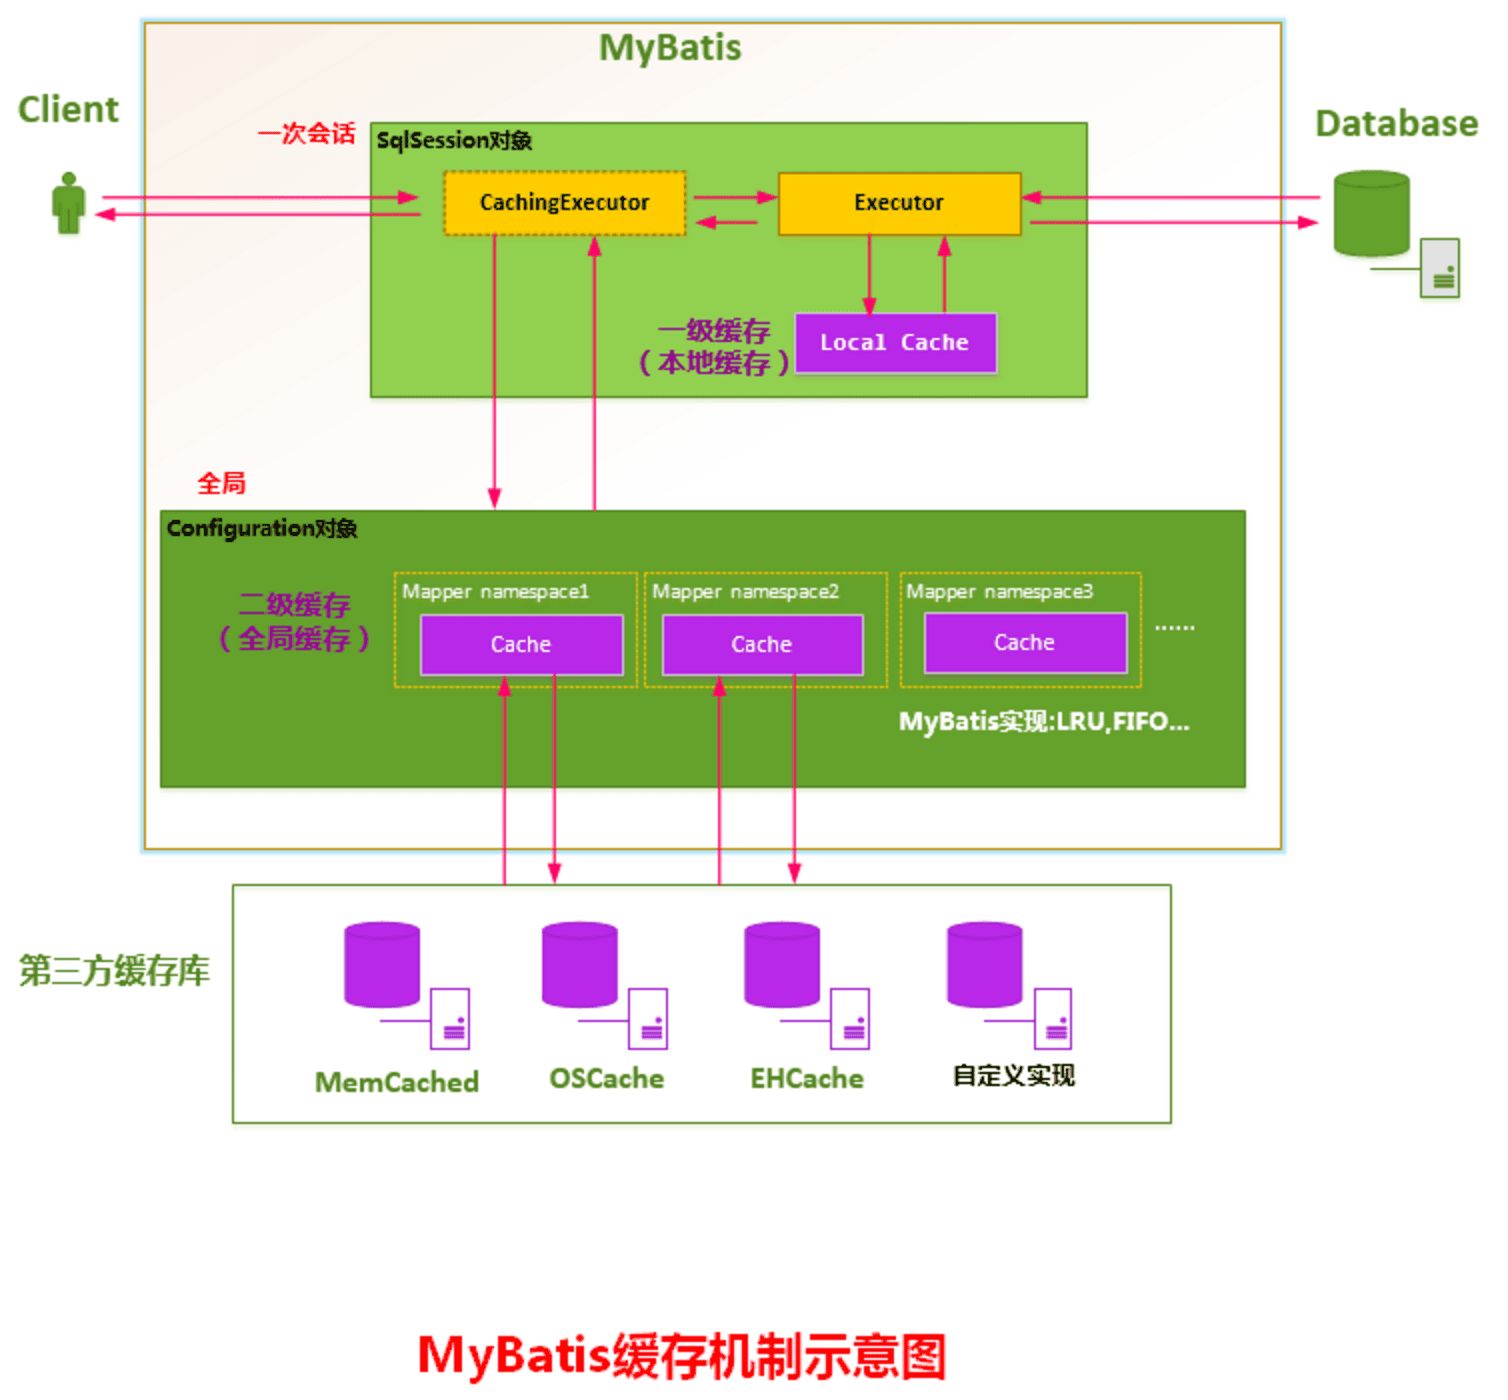 MyBatis
Client
Database
一次会话
SqlSession对象
CachingExecutor
Executor
一级缓存
（本地缓存）
Local Cache
全局
Configuration对象
二级缓存
（全局缓存）
Mapper namespace1
Cache
Mapper namespace2
Cache
Mapper namespace3
Cache
......
MyBatis实现:LRU,FIFO...
第三方缓存库
MemCached
OSCache
EHCache
自定义实现
MyBatis缓存机制示意图